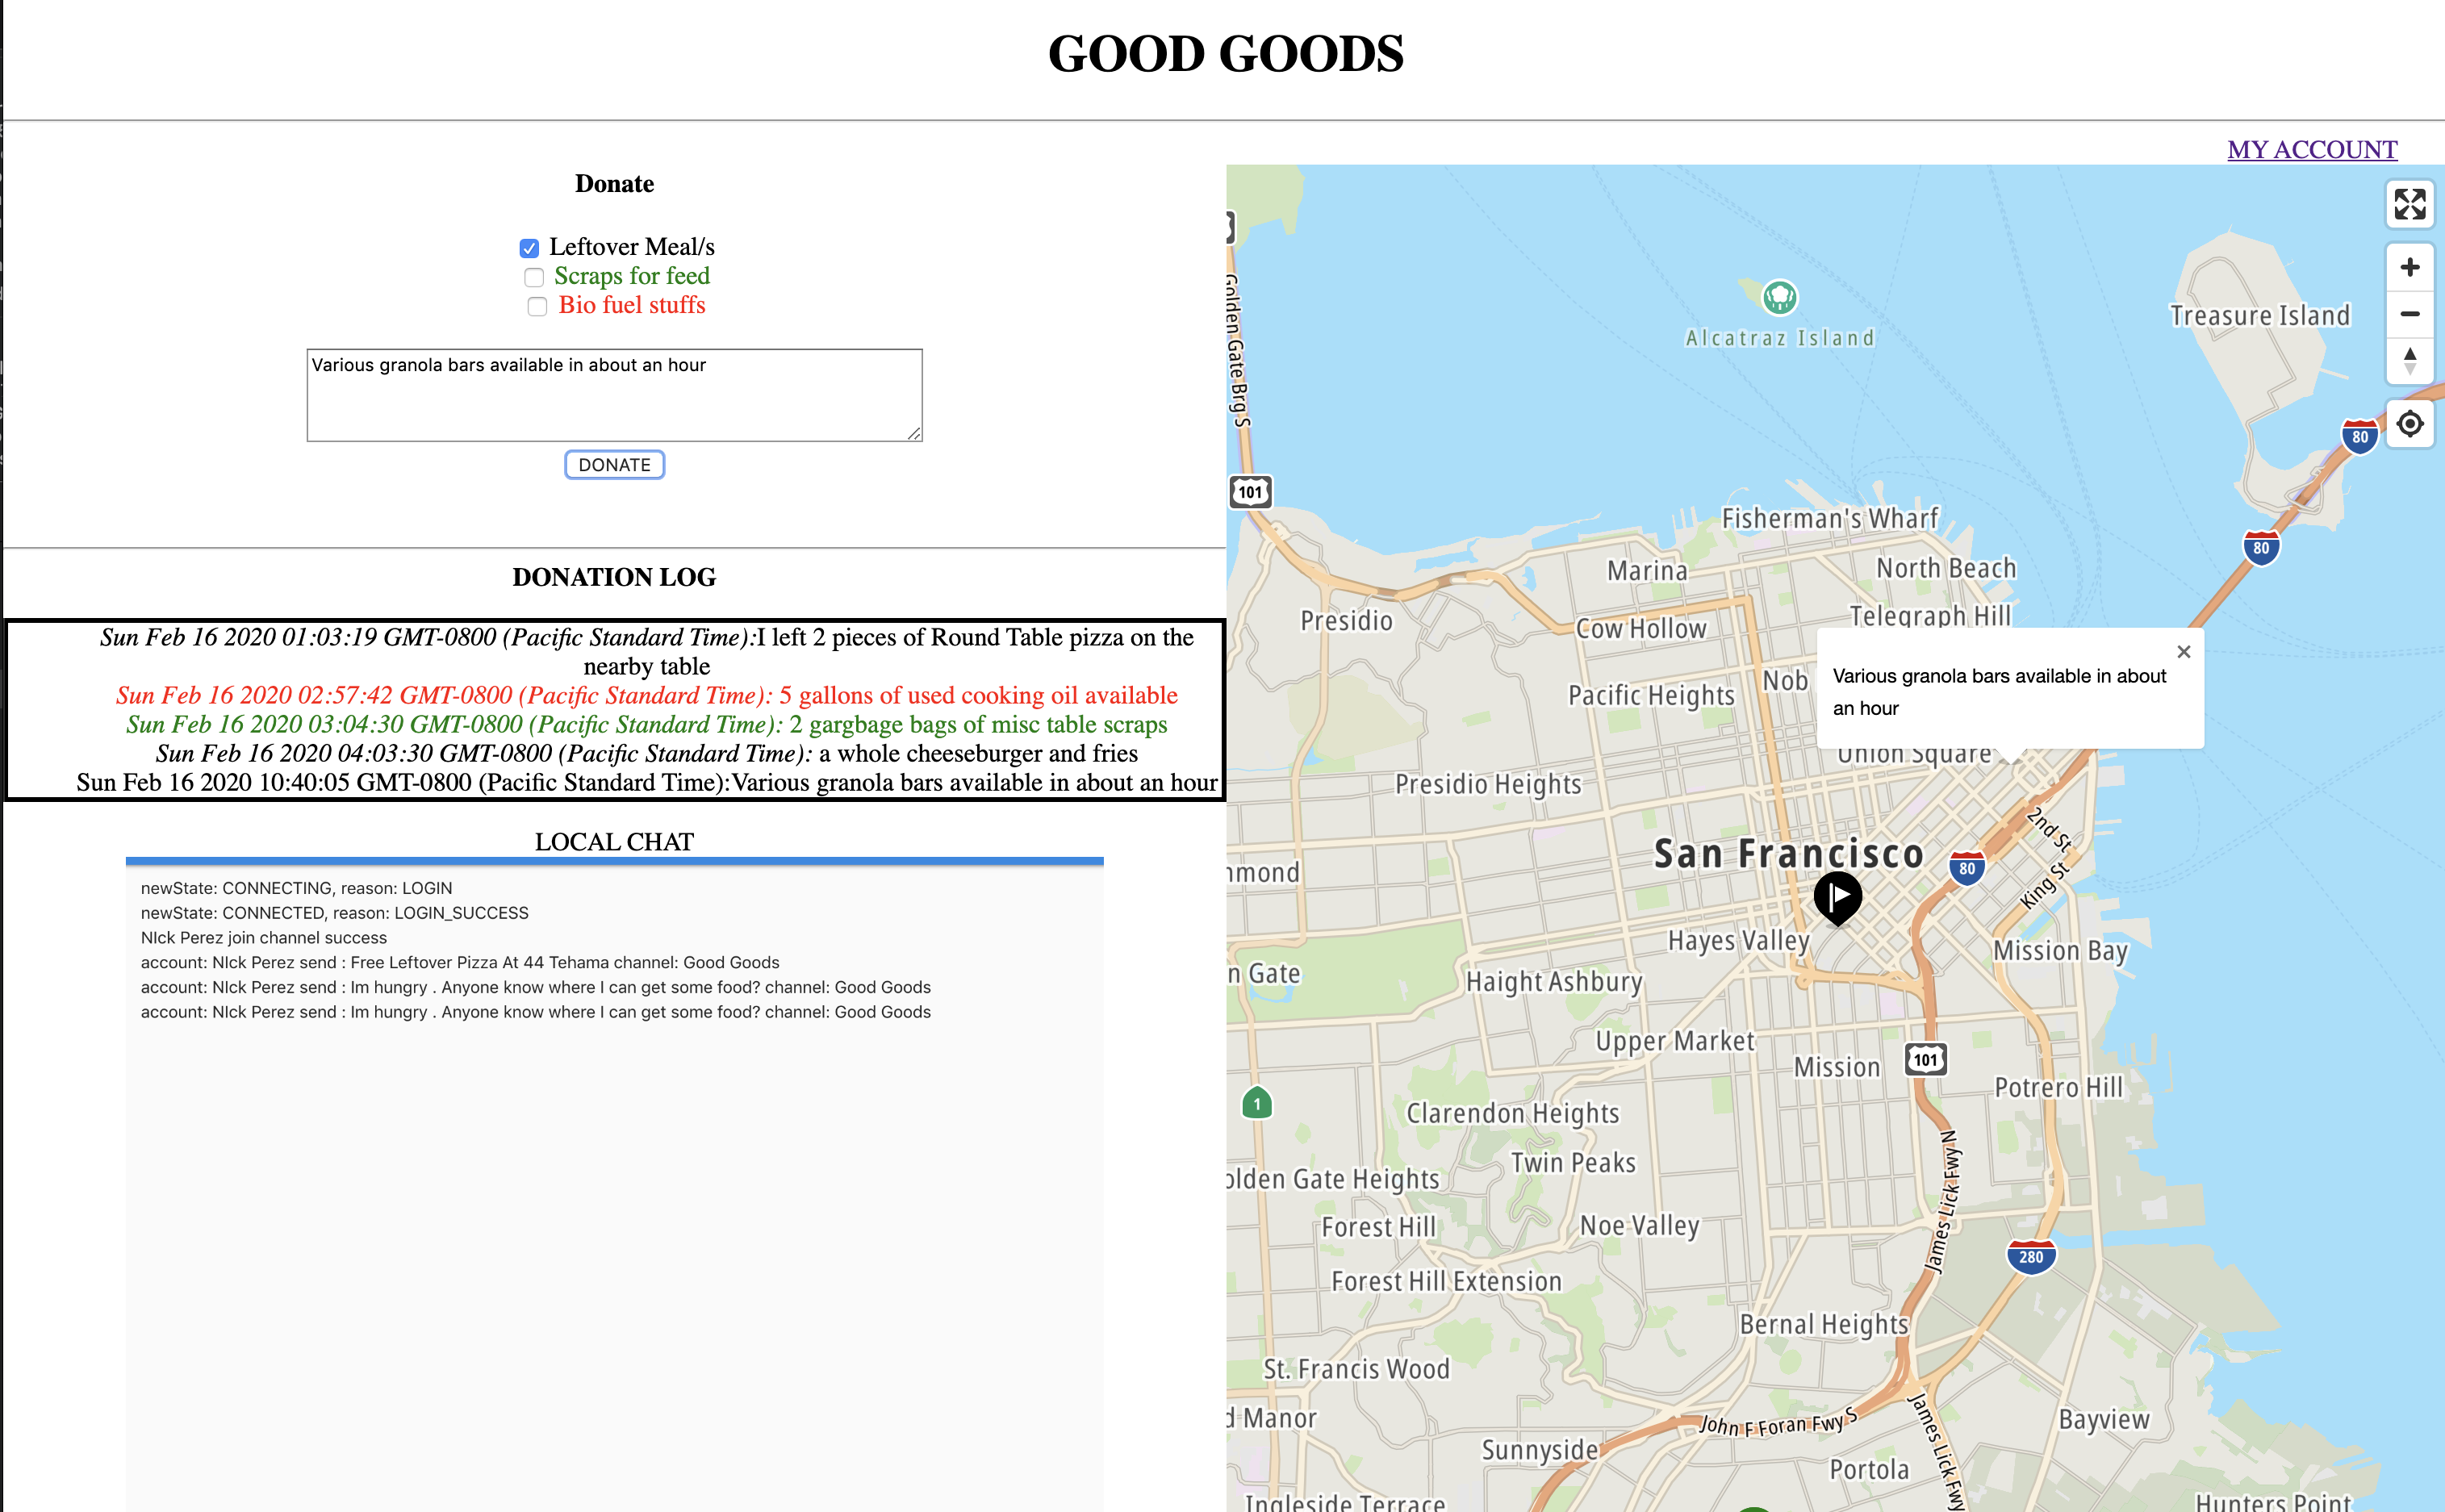 GOOD GOODS
MY ACCOUNT
Donate
Leftover Meal/s
Scraps for feed
Bio fuel stuffs
Various granola bars available in about an hour
DONATE
DONATION LOG
Sun Feb 16 2020 01:03:19 GMT-0800 (Pacific Standard Time):I left 2 pieces of Round Table pizza on the
nearby table
Sun Feb 16 2020 02:57:42 GMT-0800 (Pacific Standard Time): 5 gallons of used cooking oil available
Sun Feb 16 2020 03:04:30 GMT-0800 (Pacific Standard Time): 2 gargbage bags of misc table scraps
Sun Feb 16 2020 04:03:30 GMT-0800 (Pacific Standard Time): a whole cheeseburger and fries
Sun Feb 16 2020 10:40:05 GMT-0800 (Pacific Standard Time):Various granola bars available in about an hour
LOCAL CHAT
newState: CONNECTING, reason: LOGIN
newState: CONNECTED, reason: LOGIN_SUCCESS
NIck Perez join channel success
account: NIck Perez send : Free Leftover Pizza At 44 Tehama channel: Good Goods
account: NIck Perez send : Im hungry . Anyone know where I can get some food? channel: Good Goods
account: NIck Perez send : Im hungry . Anyone know where I can get some food? channel: Good Goods
Golden Gate Brg S
Alcatraz Island
Treasure Island
80
101
Fisherman's Wharf
80
Marina
North Beach
Presidio
Cow Hollow
Telegraph Hill
Various granola bars available in about
an hour
Pacific Heights
Nob
Union Square
Presidio Heights
2nd St
San Francisco
80
King St
nmond
Hayes Valley
Mission Bay
n Gate
Haight Ashbury
Upper Market
Mission
101
Potrero Hill
1
Clarendon Heights
James Lick Fwy N
Twin Peaks
olden Gate Heights
Forest Hill
Noe Valley
280
Forest Hill Extension
Bernal Heights
St. Francis Wood
d Manor
John F Foran Fwy S
James Lick Fwy
Bayview
Sunnyside
Portola
Ingleside Terrace
Hunters Point